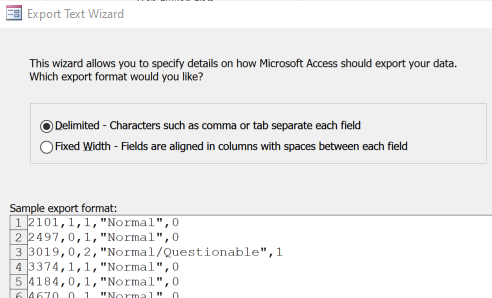 Export Text Wizard
This wizard allows you to specify details on how Microsoft Access should export your data.
Which export format would you like?
Delimited - Characters such as comma or tab separate each field
Fixed Width - Fields are aligned in columns with spaces between each field
Sample export format:
1 2101,1,1,"Normal",0
2 2497,0,1,"Normal",0
3 3019,0,2,"Normal/Questionable",1
4 3374,1,1,"Normal",0
5 4184,0,1,"Normal",0
6 4670,0,1,"Normal",0